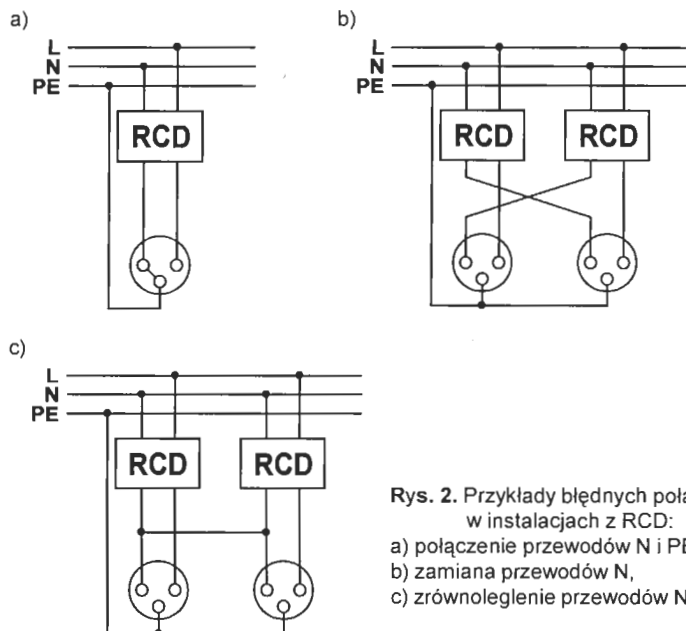 a)
L
N
PE
RCD
b)
L
N
PE
RCD RCD
c)
L
N
PE
RCD RCD
Rys. 2. Przykłady błędnych połą
w instalacjach z RCD:
a) połączenie przewodów N i PE
b) zamiana przewodów N,
c) zrównoleglenie przewodów N